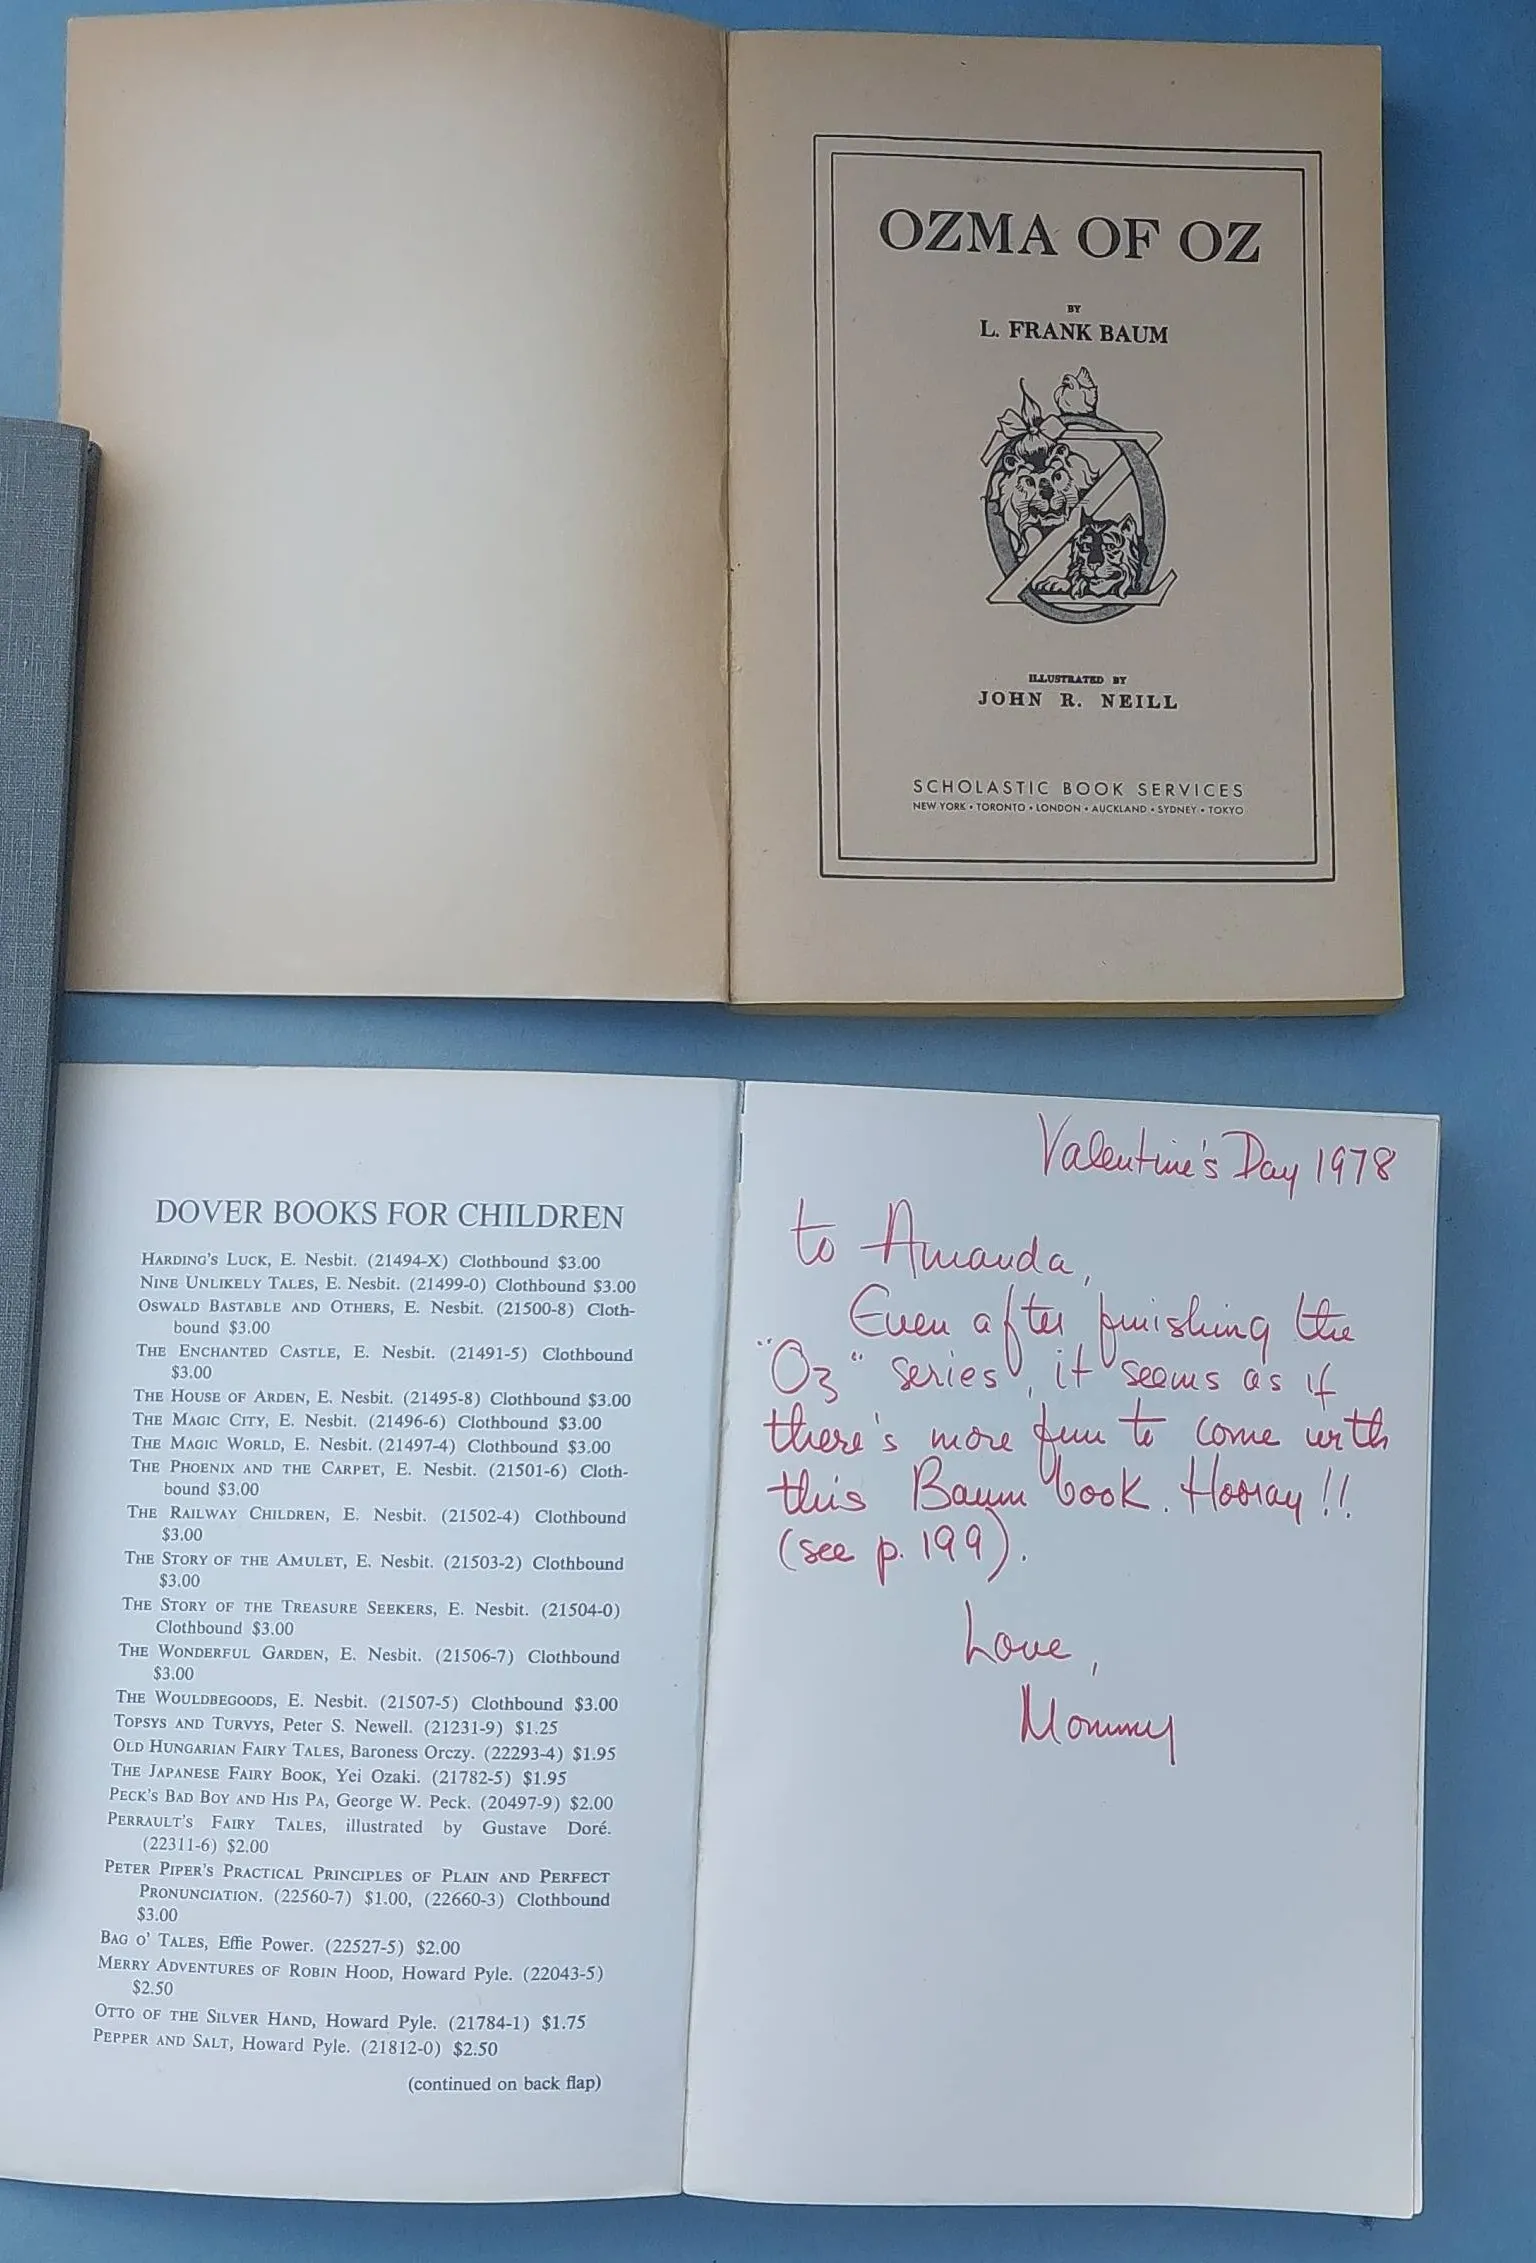 OZMA OF OZ
BY
L. FRANK BAUM
ILLUSTRATED BY
JOHN R. NEILL
SCHOLASTIC BOOK SERVICES
NEW YORK • TORONTO • LONDON • AUCKLAND • SYDNEY • TOKYO
DOVER BOOKS FOR CHILDREN
HARDING'S LUCK, E. Nesbit. (21494-X) Clothbound $3.00
NINE UNLIKELY TALES, E. Nesbit. (21499-0) Clothbound $3.00
OSWALD BASTABLE AND OTHERS, E. Nesbit. (21500-8) Cloth-
bound $3.00
THE ENCHANTED CASTLE, E. Nesbit. (21491-5) Clothbound
$3.00
THE HOUSE OF ARDEN, E. Nesbit. (21495-8) Clothbound $3.00
THE MAGIC CITY, E. Nesbit. (21496-6) Clothbound $3.00
THE MAGIC WORLD, E. Nesbit. (21497-4) Clothbound $3.00
THE PHOENIX AND THE CARPET, E. Nesbit. (21501-6) Cloth-
bound $3.00
THE RAILWAY CHILDREN, E. Nesbit. (21502-4) Clothbound
$3.00
THE STORY OF THE AMULET, E. Nesbit. (21503-2) Clothbound
$3.00
THE STORY OF THE TREASURE SEEKERS, E. Nesbit. (21504-0)
Clothbound $3.00
THE WONDERFUL GARDEN, E. Nesbit. (21506-7) Clothbound
$3.00
THE WOULDBEGOODS, E. Nesbit. (21507-5) Clothbound $3.00
TOPSYS AND TURVYS, Peter S. Newell. (21231-9) $1.25
OLD HUNGARIAN FAIRY TALES, Baroness Orczy. (22293-4) $1.95
THE JAPANESE FAIRY BOOK, Yei Ozaki. (21782-5) $1.95
PECK'S BAD BOY AND HIS PA, George W. Peck. (20497-9) $2.00
PERRAULT'S FAIRY TALES, illustrated by Gustave Doré.
(22311-6) $2.00
PETER PIPER'S PRACTICAL PRINCIPLES OF PLAIN AND PERFECT
PRONUNCIATION. (22560-7) $1.00, (22660-3) Clothbound
$3.00
BAG O' TALES, Effie Power. (22527-5) $2.00
MERRY ADVENTURES OF ROBIN HOOD, Howard Pyle. (22043-5)
$2.50
OTTO OF THE SILVER HAND, Howard Pyle. (21784-1) $1.75
PEPPER AND SALT, Howard Pyle. (21812-0) $2.50
(continued on back flap)
Valentine's Day 1978
to Amanda,
Even after finishing the
"Oz" series, it seems as if
there's more fun to come with
this Baum book. Hooray!!
(see p. 199).
Love,
Mommy